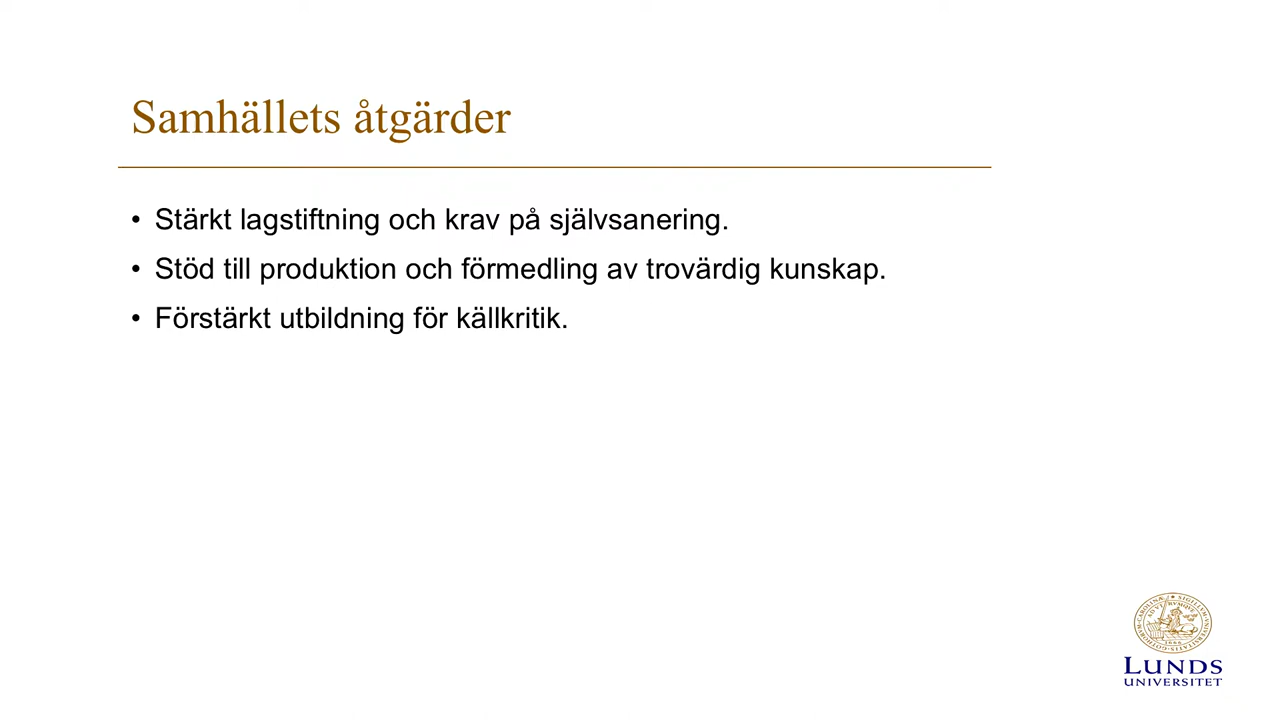 Samhällets åtgärder
• Stärkt lagstiftning och krav på självsanering.
• Stöd till produktion och förmedling av trovärdig kunskap.
• Förstärkt utbildning för källkritik.
LUNDS
UNIVERSITET